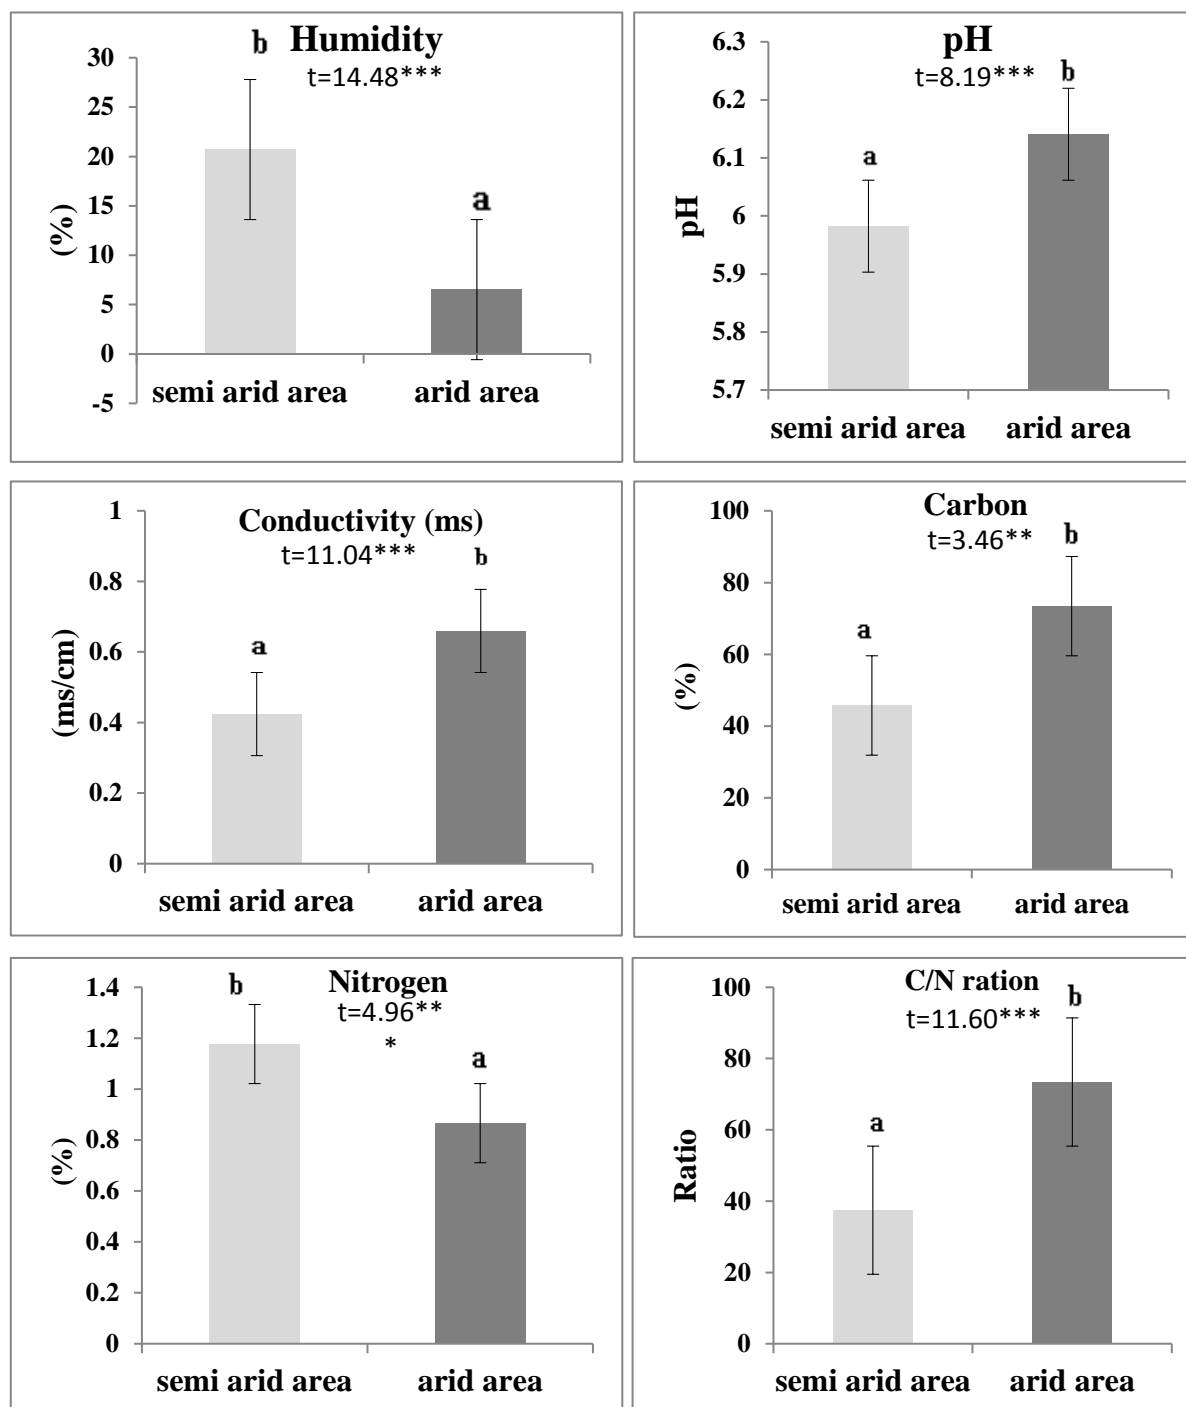 b Humidity
t=14.48***
30
25
20
15
10
5
0
-5
(%)
a
semi arid area arid area
pH
t=8.19***
6.3
6.2
6.1
6
5.9
5.8
5.7
pH
a
b
semi arid area arid area
Conductivity (ms)
t=11.04***
1
0.8
0.6
0.4
0.2
0
(ms/cm)
a
b
semi arid area arid area
Carbon
t=3.46**
100
80
60
40
20
0
(%)
a
b
semi arid area arid area
Nitrogen
t=4.96**
*
1.4
1.2
1
0.8
0.6
0.4
0.2
0
(%)
b
a
semi arid area arid area
C/N ration
t=11.60***
100
80
60
40
20
0
Ratio
a
b
semi arid area arid area